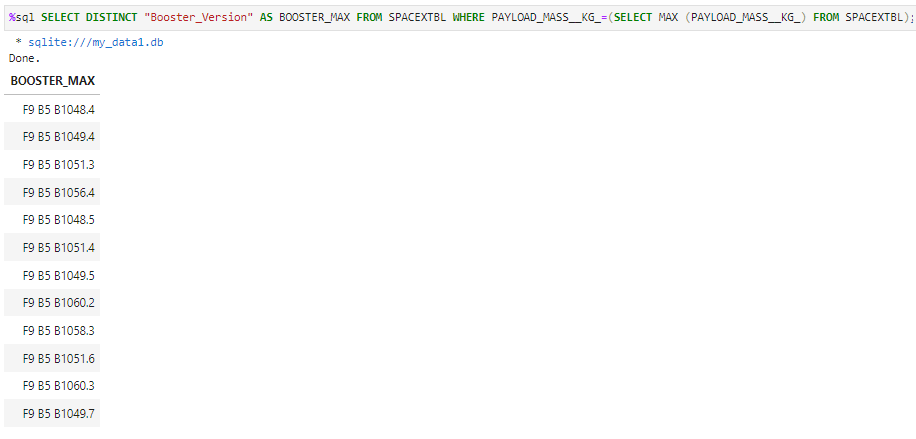 %sql SELECT DISTINCT "Booster_Version" AS BOOSTER_MAX FROM SPACEXTBL WHERE PAYLOAD_MASS__KG_=(SELECT MAX (PAYLOAD_MASS__KG_) FROM SPACEXTBL);
* sqlite:///my_data1.db
Done.
BOOSTER_MAX
F9 B5 B1048.4
F9 B5 B1049.4
F9 B5 B1051.3
F9 B5 B1056.4
F9 B5 B1048.5
F9 B5 B1051.4
F9 B5 B1049.5
F9 B5 B1060.2
F9 B5 B1058.3
F9 B5 B1051.6
F9 B5 B1060.3
F9 B5 B1049.7